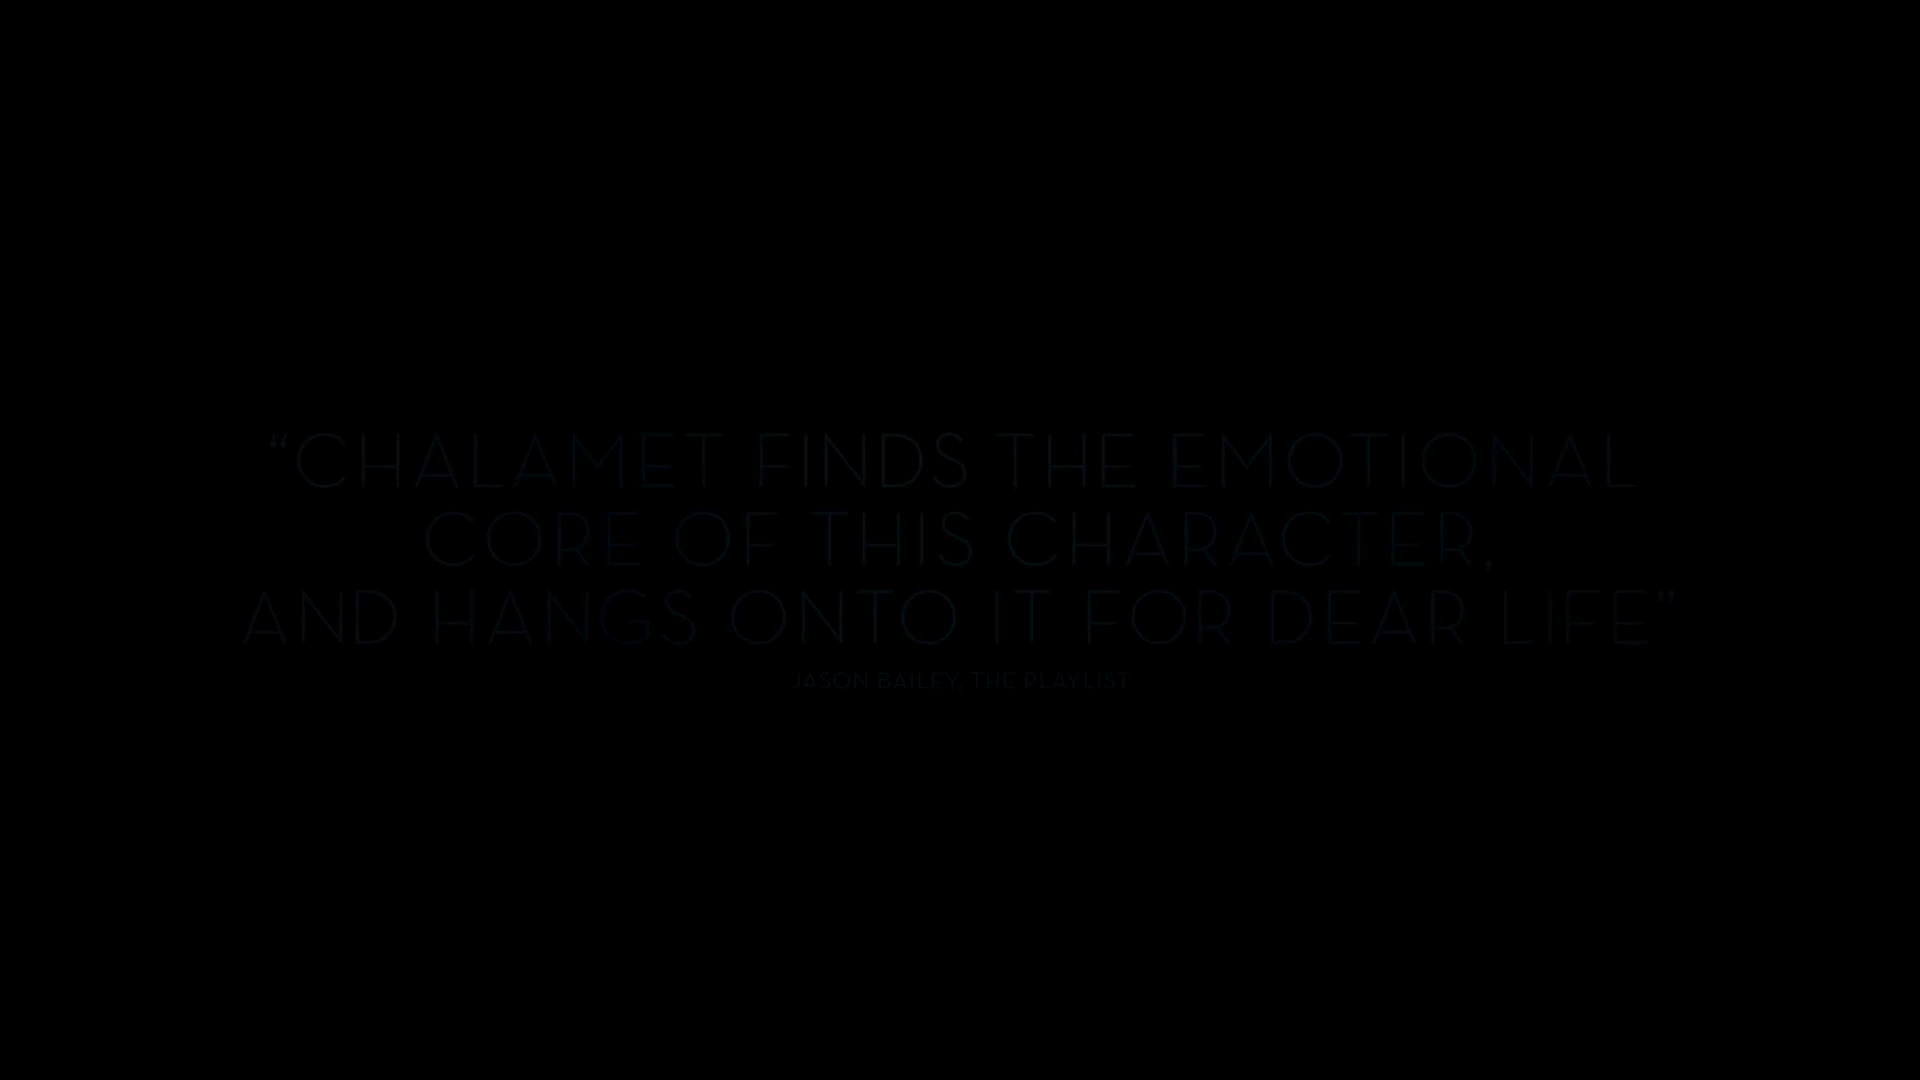 “CHALAMET FINDS THE EMOTIONAL
CORE OF THIS CHARACTER,
AND HANGS ONTO IT FOR DEAR LIFE”
JASON BAILEY, THE PLAYLIST